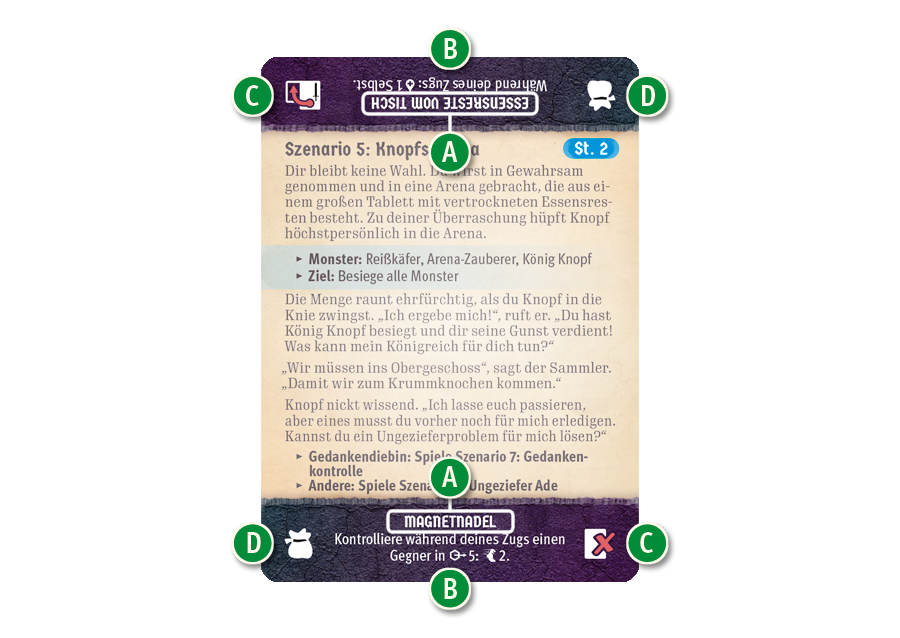 B
C
D
Während deines Zugs: 1 Selbst.
ESSENSRESTE VOM TISCH
A
Szenario 5: Knopfs
St. 2
Dir bleibt keine Wahl. Du wirst in Gewahrsam
genommen und in eine Arena gebracht, die aus ei-
nem großen Tablett mit vertrockneten Essensres-
ten besteht. Zu deiner Überraschung hüpft Knopf
höchstpersönlich in die Arena.
► Monster: Reißkäfer, Arena-Zauberer, König Knopf
► Ziel: Besiege alle Monster
Die Menge raunt ehrfürchtig, als du Knopf in die
Knie zwingst. „Ich ergebe mich!“, ruft er. „Du hast
König Knopf besiegt und dir seine Gunst verdient!
Was kann mein Königreich für dich tun?“
„Wir müssen ins Obergeschoss“, sagt der Sammler.
„Damit wir zum Krummknochen kommen.“
Knopf nickt wissend. „Ich lasse euch passieren,
aber eines musst du vorher noch für mich erledigen.
Kannst du ein Ungezieferproblem für mich lösen?“
► Gedankendiebin: Spiele Szenario 7: Gedanken-
kontrolle
► Andere: Spiele Ungeziefer Ade
A
MAGNETNADEL
D
Kontrolliere während deines Zugs einen
Gegner in 5: 2.
C
B